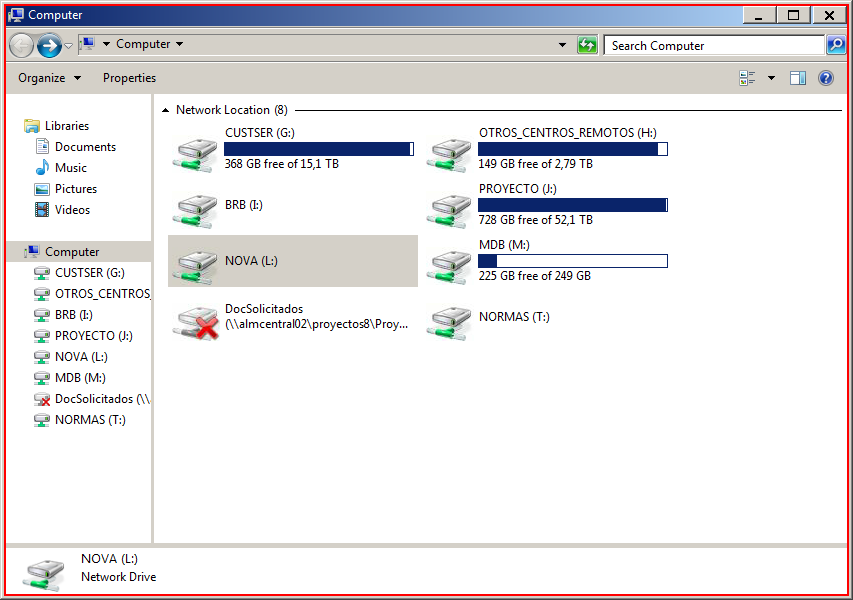 Computer
Computer
Search Computer
Organize
Properties
Libraries
Documents
Music
Pictures
Videos
Computer
CUSTSER (G:)
OTROS_CENTROS_
BRB (I:)
PROYECTO (J:)
NOVA (L:)
MDB (M:)
DocSolicitados (\\
NORMAS (T:)
Network Location (8)
CUSTSER (G:)
368 GB free of 15,1 TB
OTROS_CENTROS_REMOTOS (H:)
149 GB free of 2,79 TB
BRB (I:)
PROYECTO (J:)
728 GB free of 52,1 TB
NOVA (L:)
MDB (M:)
225 GB free of 249 GB
DocSolicitados
(\\almcentral02\proyectos8\Proy...
NORMAS (T:)
NOVA (L:)
Network Drive